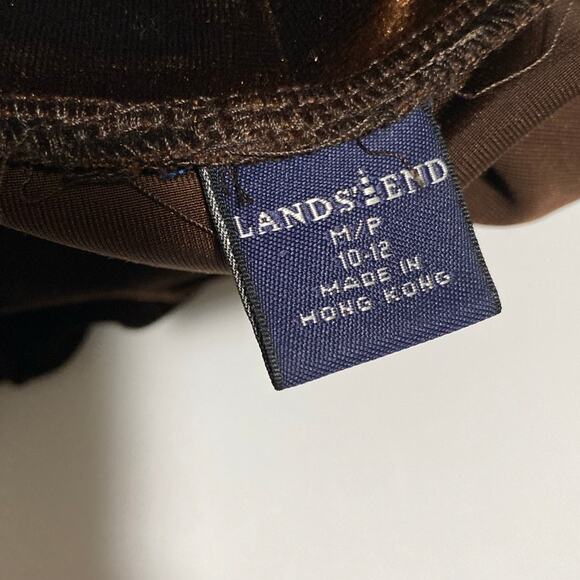 LANDS' END
M/P
10-12
MADE IN
HONG KONG